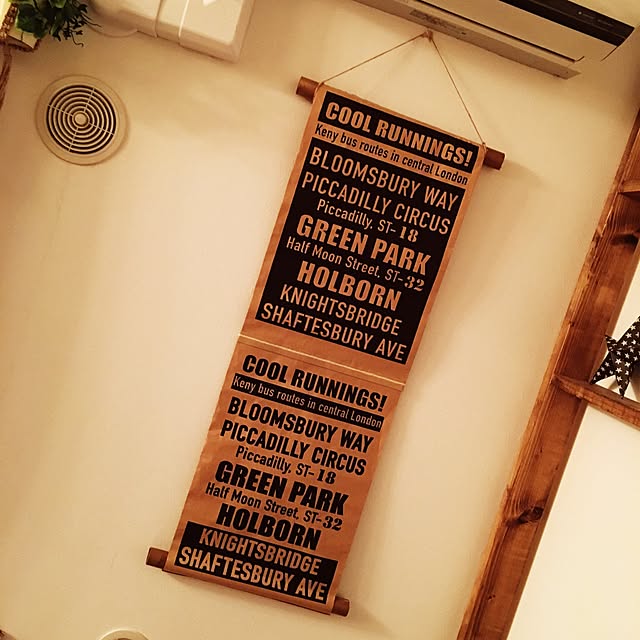 COOL RUNNINGS!
Keny bus routes in central London
BLOOMSBURY WAY
PICCADILLY CIRCUS
Piccadilly, ST-18
GREEN PARK
Half Moon Street, ST-32
HOLBORN
KNIGHTSBRIDGE
SHAFTESBURY AVE
COOL RUNNINGS!
Keny bus routes in central London
BLOOMSBURY WAY
PICCADILLY CIRCUS
Piccadilly, ST-18
GREEN PARK
Half Moon Street, ST-32
HOLBORN
KNIGHTSBRIDGE
SHAFTESBURY AVE